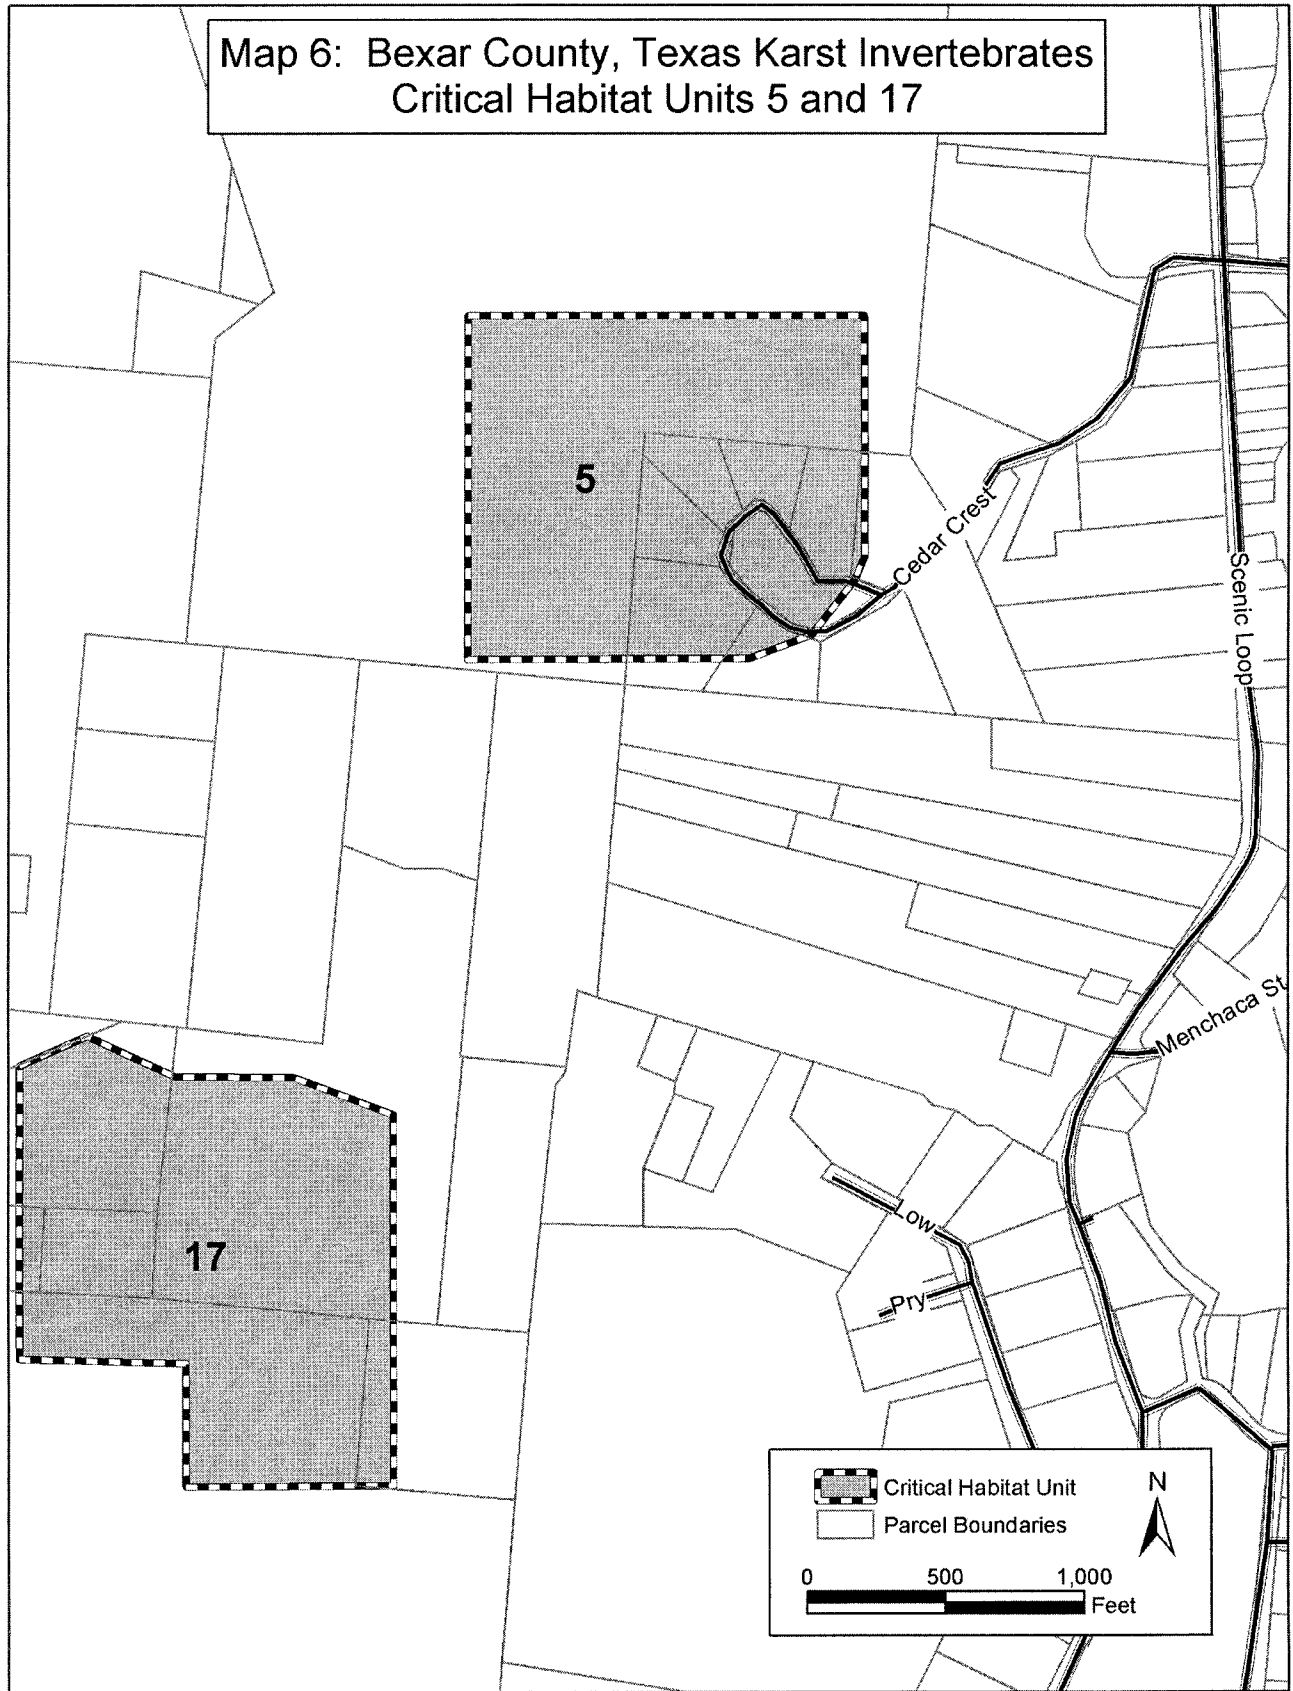 Map 6: Bexar County, Texas Karst Invertebrates
Critical Habitat Units 5 and 17
5
Cedar Crest
Scenic Loop
Menchaca St
17
Low
Pry
Critical Habitat Unit
Parcel Boundaries
N
0 500 1,000
Feet